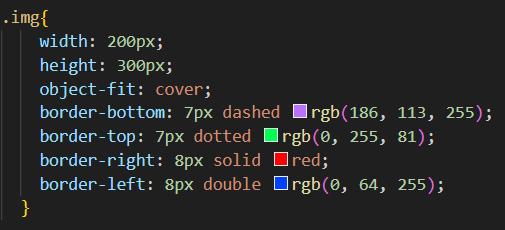 .img{
width: 200px;
height: 300px;
object-fit: cover;
border-bottom: 7px dashed rgb(186, 113, 255);
border-top: 7px dotted rgb(0, 255, 81);
border-right: 8px solid red;
border-left: 8px double rgb(0, 64, 255);
}